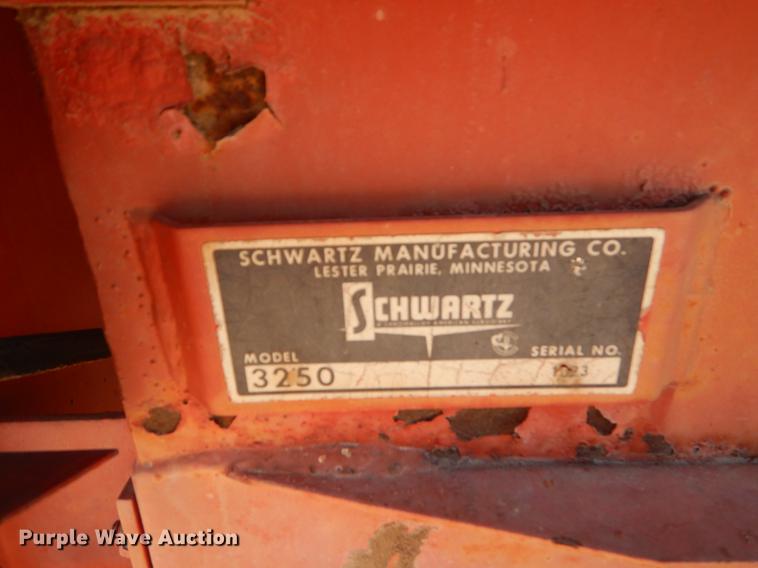 SCHWARTZ MANUFACTURING CO.
LESTER PRAIRIE, MINNESOTA
SCHWARTZ
MODEL
3250
SERIAL NO.
Purple Wave Auction